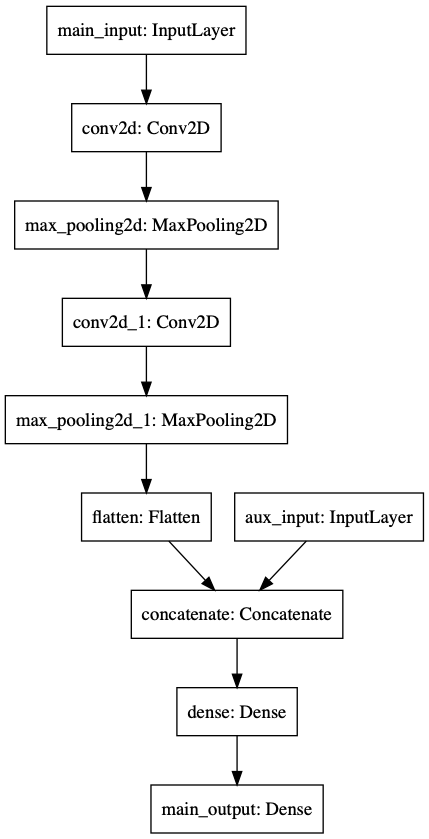 main_input: InputLayer
conv2d: Conv2D
max_pooling2d: MaxPooling2D
conv2d_1: Conv2D
max_pooling2d_1: MaxPooling2D
flatten: Flatten
aux_input: InputLayer
concatenate: Concatenate
dense: Dense
main_output: Dense